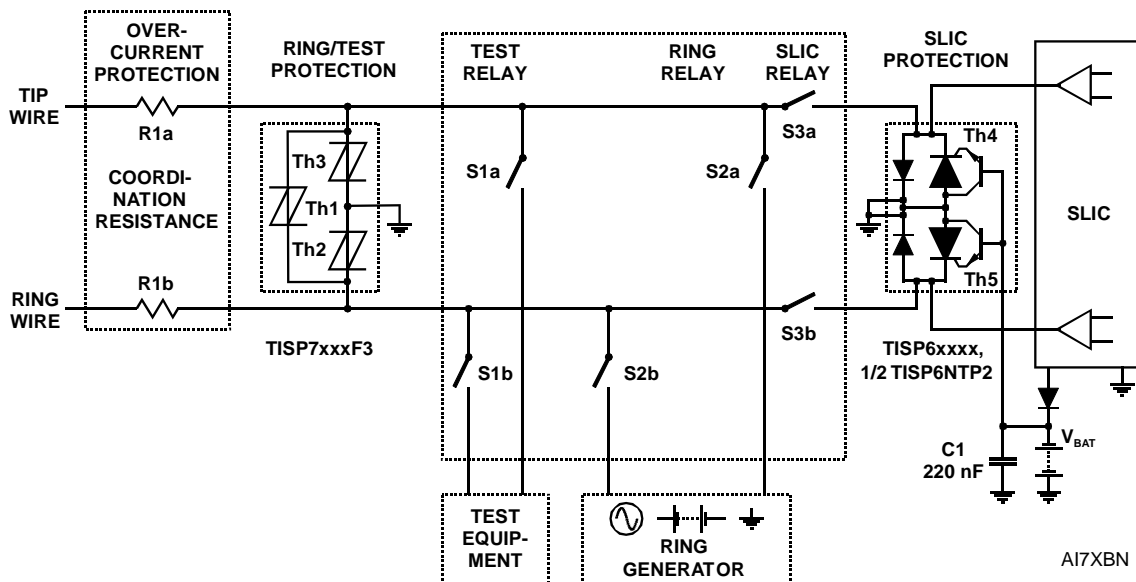 OVER-
CURRENT
PROTECTION
RING/TEST
PROTECTION
TEST
RELAY
RING
RELAY
SLIC
RELAY
SLIC
PROTECTION
TIP
WIRE
R1a
S3a
Th4
Th3
S1a
S2a
COORDI-
NATION
RESISTANCE
Th1
SLIC
Th2
Th5
R1b
RING
WIRE
S3b
TISP7xxxF3
TISP6xxxx,
1/2 TISP6NTP2
S1b
S2b
C1
220 nF
VBAT
TEST
EQUIP-
MENT
RING
GENERATOR
AI7XBN